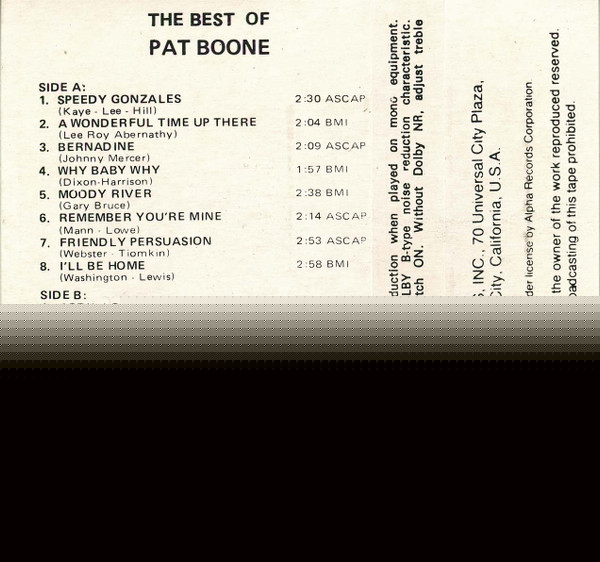 THE BEST OF
PAT BOONE
SIDE A:
1. SPEEDY GONZALES 2:30 ASCAP
(Kaye - Lee - Hill)
2. A WONDERFUL TIME UP THERE 2:04 BMI
(Lee Roy Abernathy)
3. BERNADINE 2:09 ASCAP
(Johnny Mercer)
4. WHY BABY WHY 1:57 BMI
(Dixon-Harrison)
5. MOODY RIVER 2:38 BMI
(Gary Bruce)
6. REMEMBER YOU'RE MINE 2:14 ASCAP
(Mann - Lowe)
7. FRIENDLY PERSUASION 2:53 ASCAP
(Webster - Tiomkin)
8. I'LL BE HOME 2:58 BMI
(Washington - Lewis)
SIDE B:
duction when played on mono equipment.
LBY B-type noise reduction characteristic.
tch ON. Without Dolby NR, adjust treble
, INC., 70 Universal City Plaza,
City, California, U.S.A.
der license by Alpha Records Corporation
the owner of the work reproduced reserved.
oadcasting of this tape prohibited.